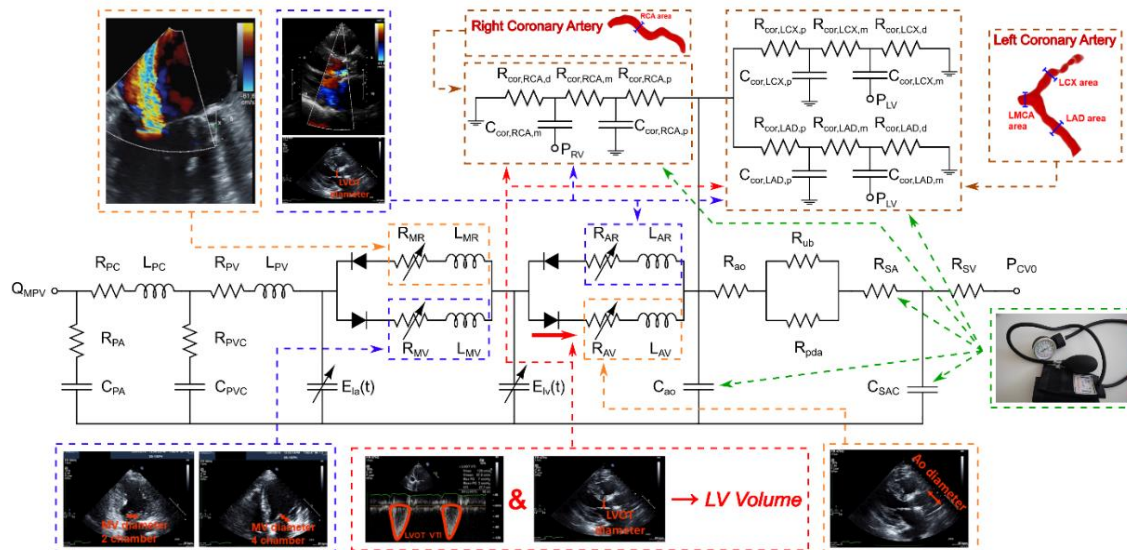 Right Coronary Artery
RCA area
R_cor,RCA,d R_cor,RCA,m R_cor,RCA,p
C_cor,RCA,m
C_cor,RCA,p
P_RV
R_cor,LCX,p R_cor,LCX,m R_cor,LCX,d
C_cor,LCX,p
C_cor,LCX,m
P_LV
R_cor,LAD,p R_cor,LAD,m R_cor,LAD,d
C_cor,LAD,p
C_cor,LAD,m
P_LV
Left Coronary Artery
LCX area
LMCA
area
LAD area
LVOT
diameter
R_MR L_MR
R_AR L_AR
R_ub
R_PC L_PC R_PV L_PV
R_ao
R_SA R_SV P_CV0
Q_MPV
R_PA
R_PVC
R_MV L_MV
R_AV L_AV
R_pda
C_PA
C_PVC
E_la(t)
E_lv(t)
C_ao
C_SAC
MV diameter
2 chamber
MV diameter
4 chamber
LVOT VTI
&
LVOT
diameter
→ LV Volume
Ao diameter